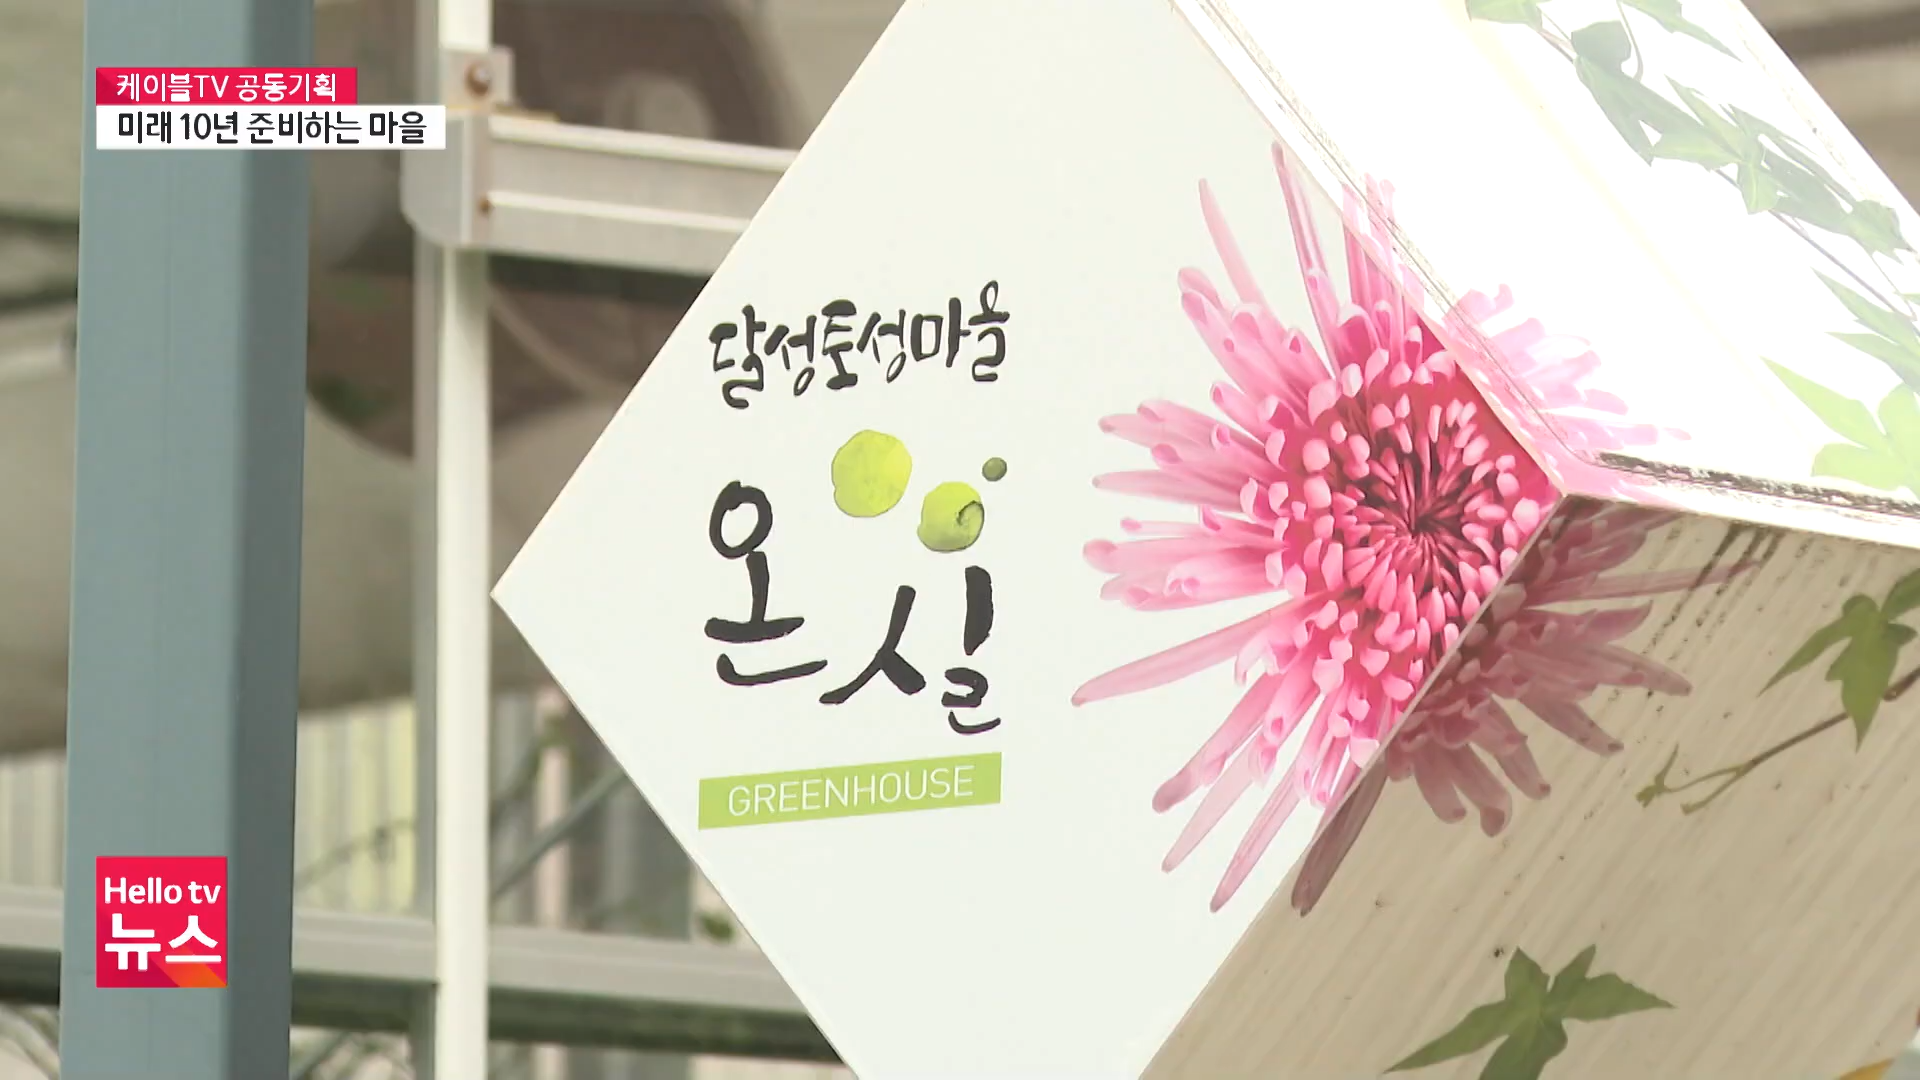 케이블TV 공동기획
미래 10년 준비하는 마을
달성토성마을
온실
GREENHOUSE
Hello tv
뉴스